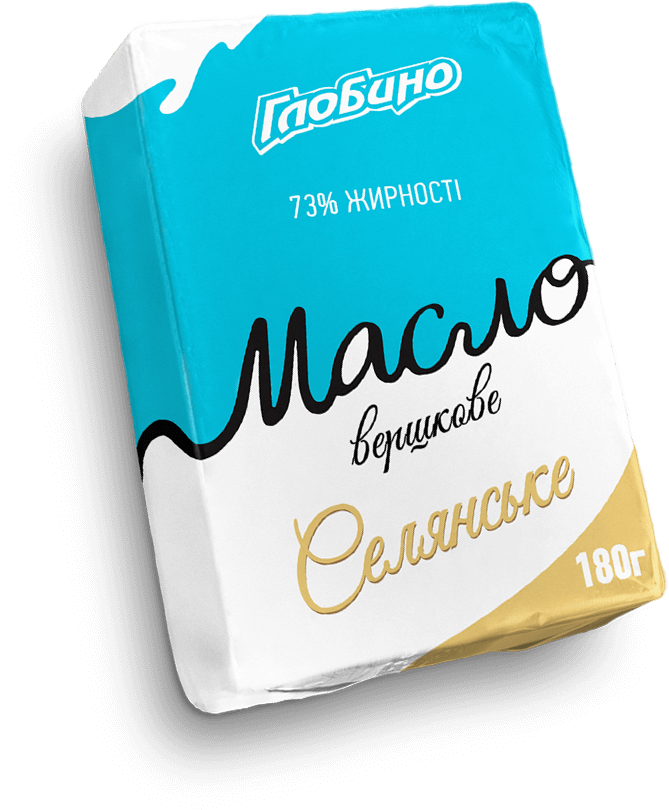 Глобино
73% ЖИРНОСТІ
Масло
вершкове
Селянське
180г